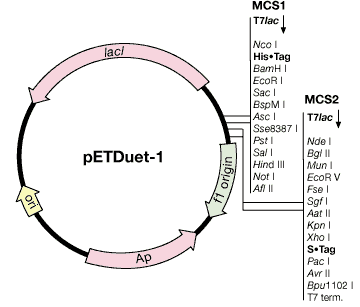 MCS1
T7lac
Nco I
His•Tag
BamH I
EcoR I
Sac I
BspM I
Asc I
Sse8387 I
Pst I
Sal I
Hind III
Not I
Afl II
MCS2
T7lac
Nde I
Bgl II
Mun I
EcoR V
Fse I
Sgf I
Aat II
Kpn I
Xho I
S•Tag
Pac I
Avr II
Bpu1102 I
T7 term.
lacI
pETDuet-1
f1 origin
ori
Ap